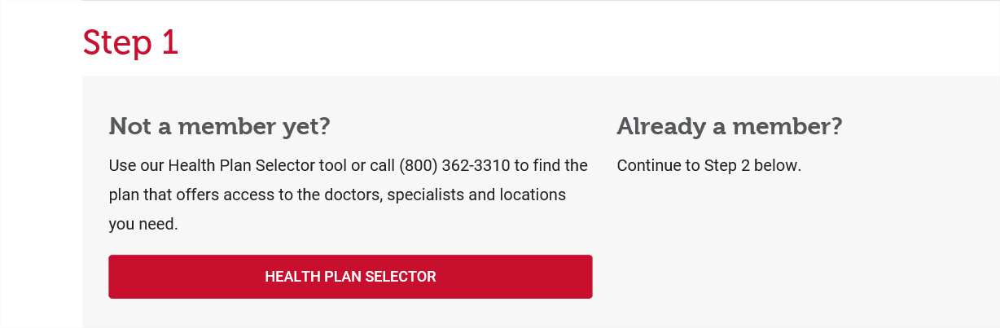 Step 1
Not a member yet?
Use our Health Plan Selector tool or call (800) 362-3310 to find the
plan that offers access to the doctors, specialists and locations
you need.
HEALTH PLAN SELECTOR
Already a member?
Continue to Step 2 below.